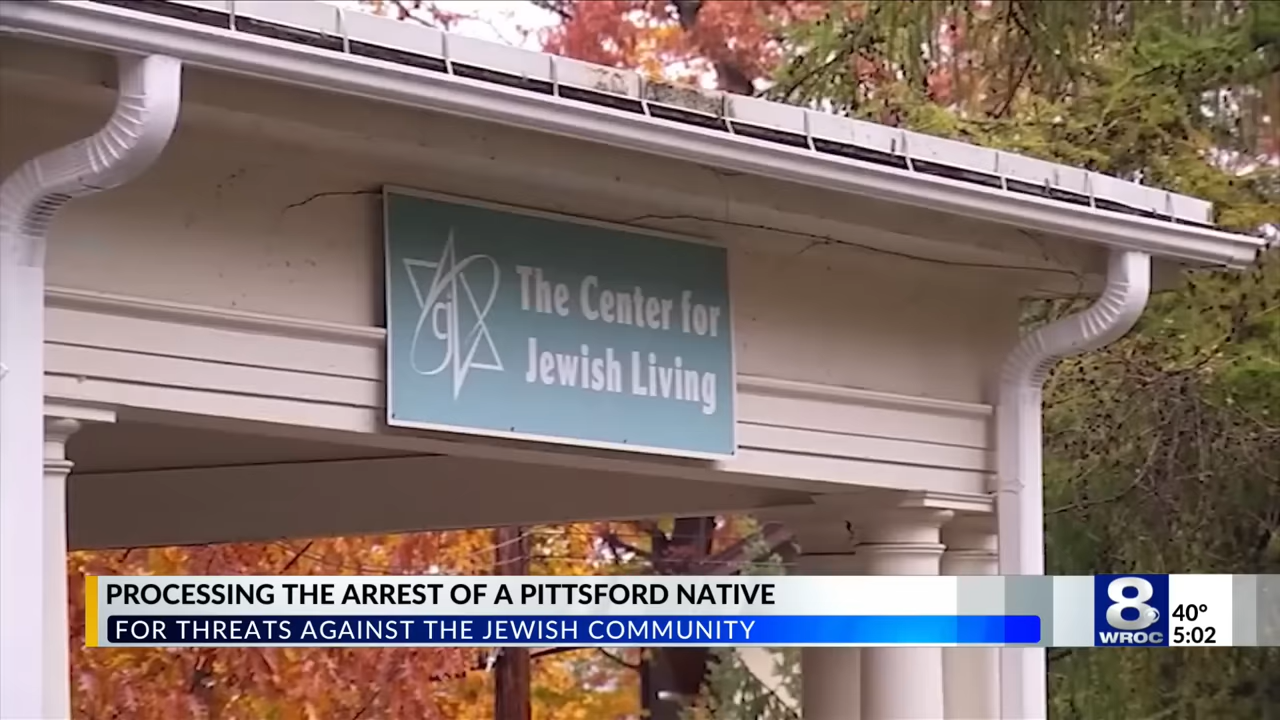 The Center for
Jewish Living
cjl
PROCESSING THE ARREST OF A PITTSFORD NATIVE
FOR THREATS AGAINST THE JEWISH COMMUNITY
8
WROC
40°
5:02